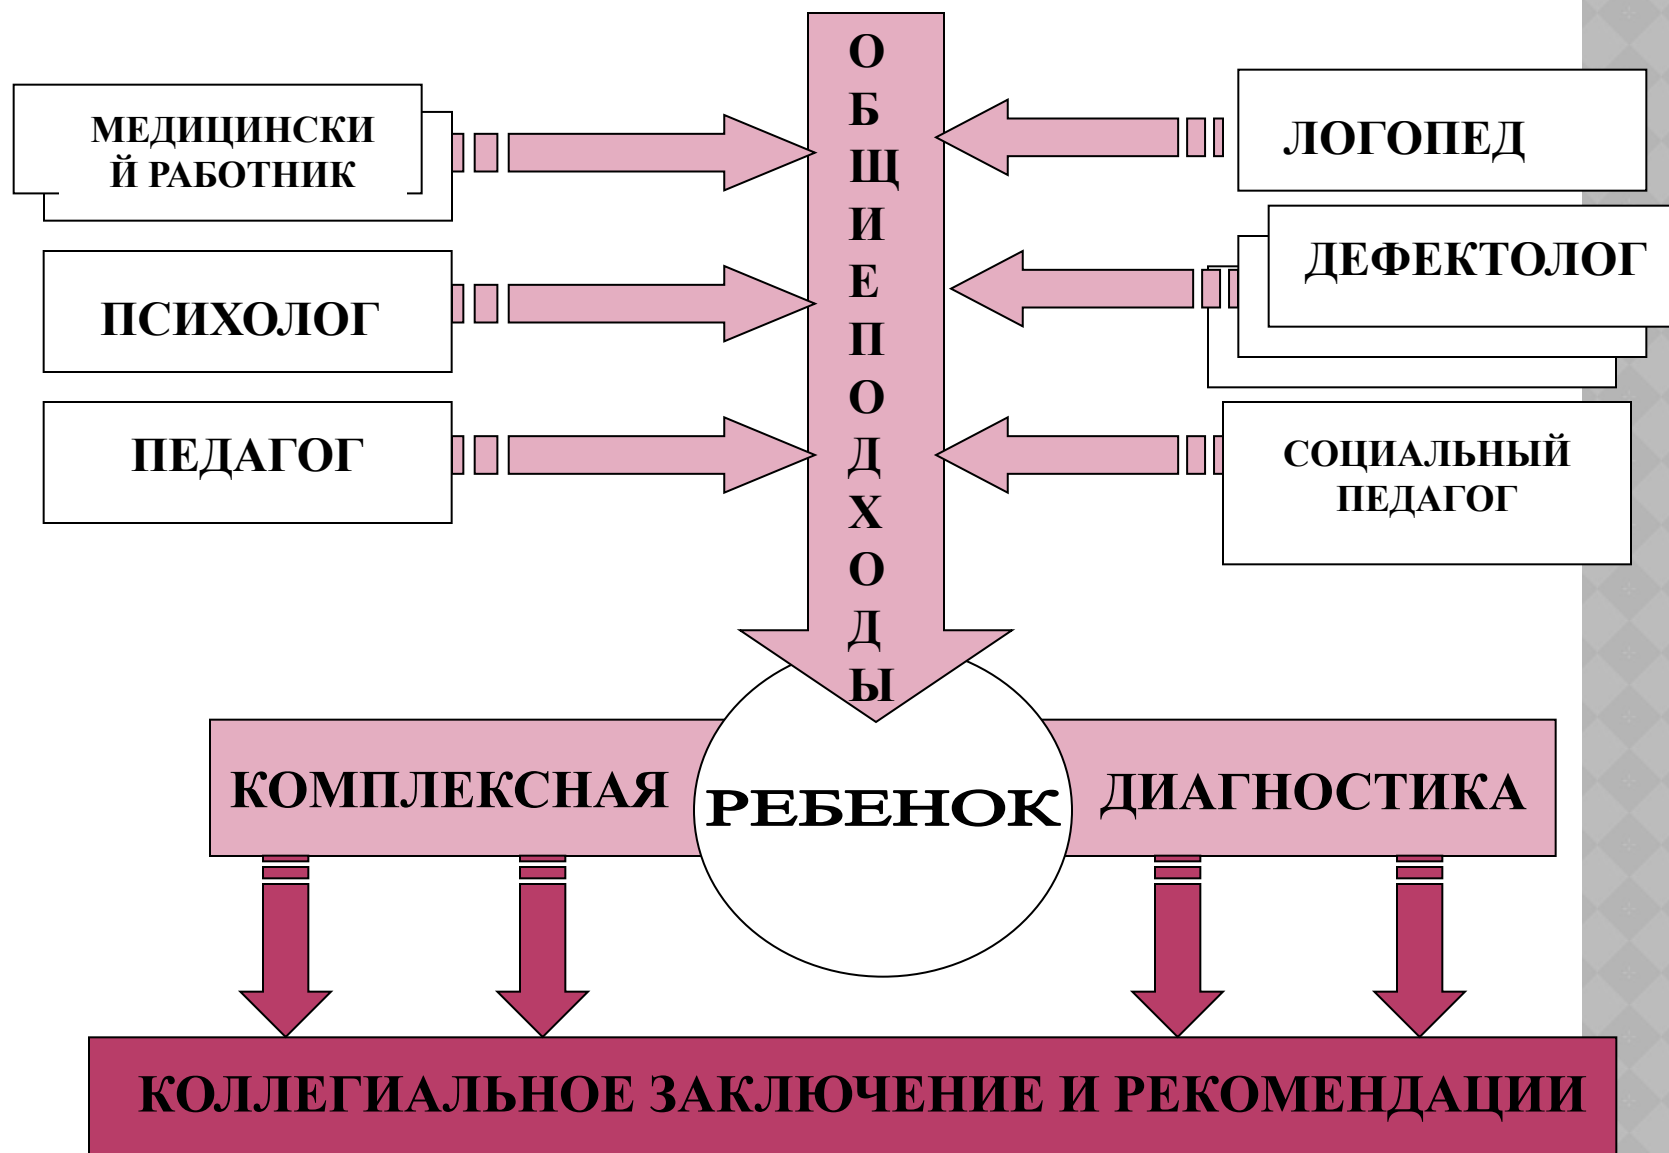 МЕДИЦИНСКИ
Й РАБОТНИК
ПСИХОЛОГ
ПЕДАГОГ
О
Б
Щ
И
Е
П
О
Д
Х
О
Д
Ы
ЛОГОПЕД
ДЕФЕКТОЛОГ
СОЦИАЛЬНЫЙ
ПЕДАГОГ
КОМПЛЕКСНАЯ
РЕБЕНОК
ДИАГНОСТИКА
КОЛЛЕГИАЛЬНОЕ ЗАКЛЮЧЕНИЕ И РЕКОМЕНДАЦИИ